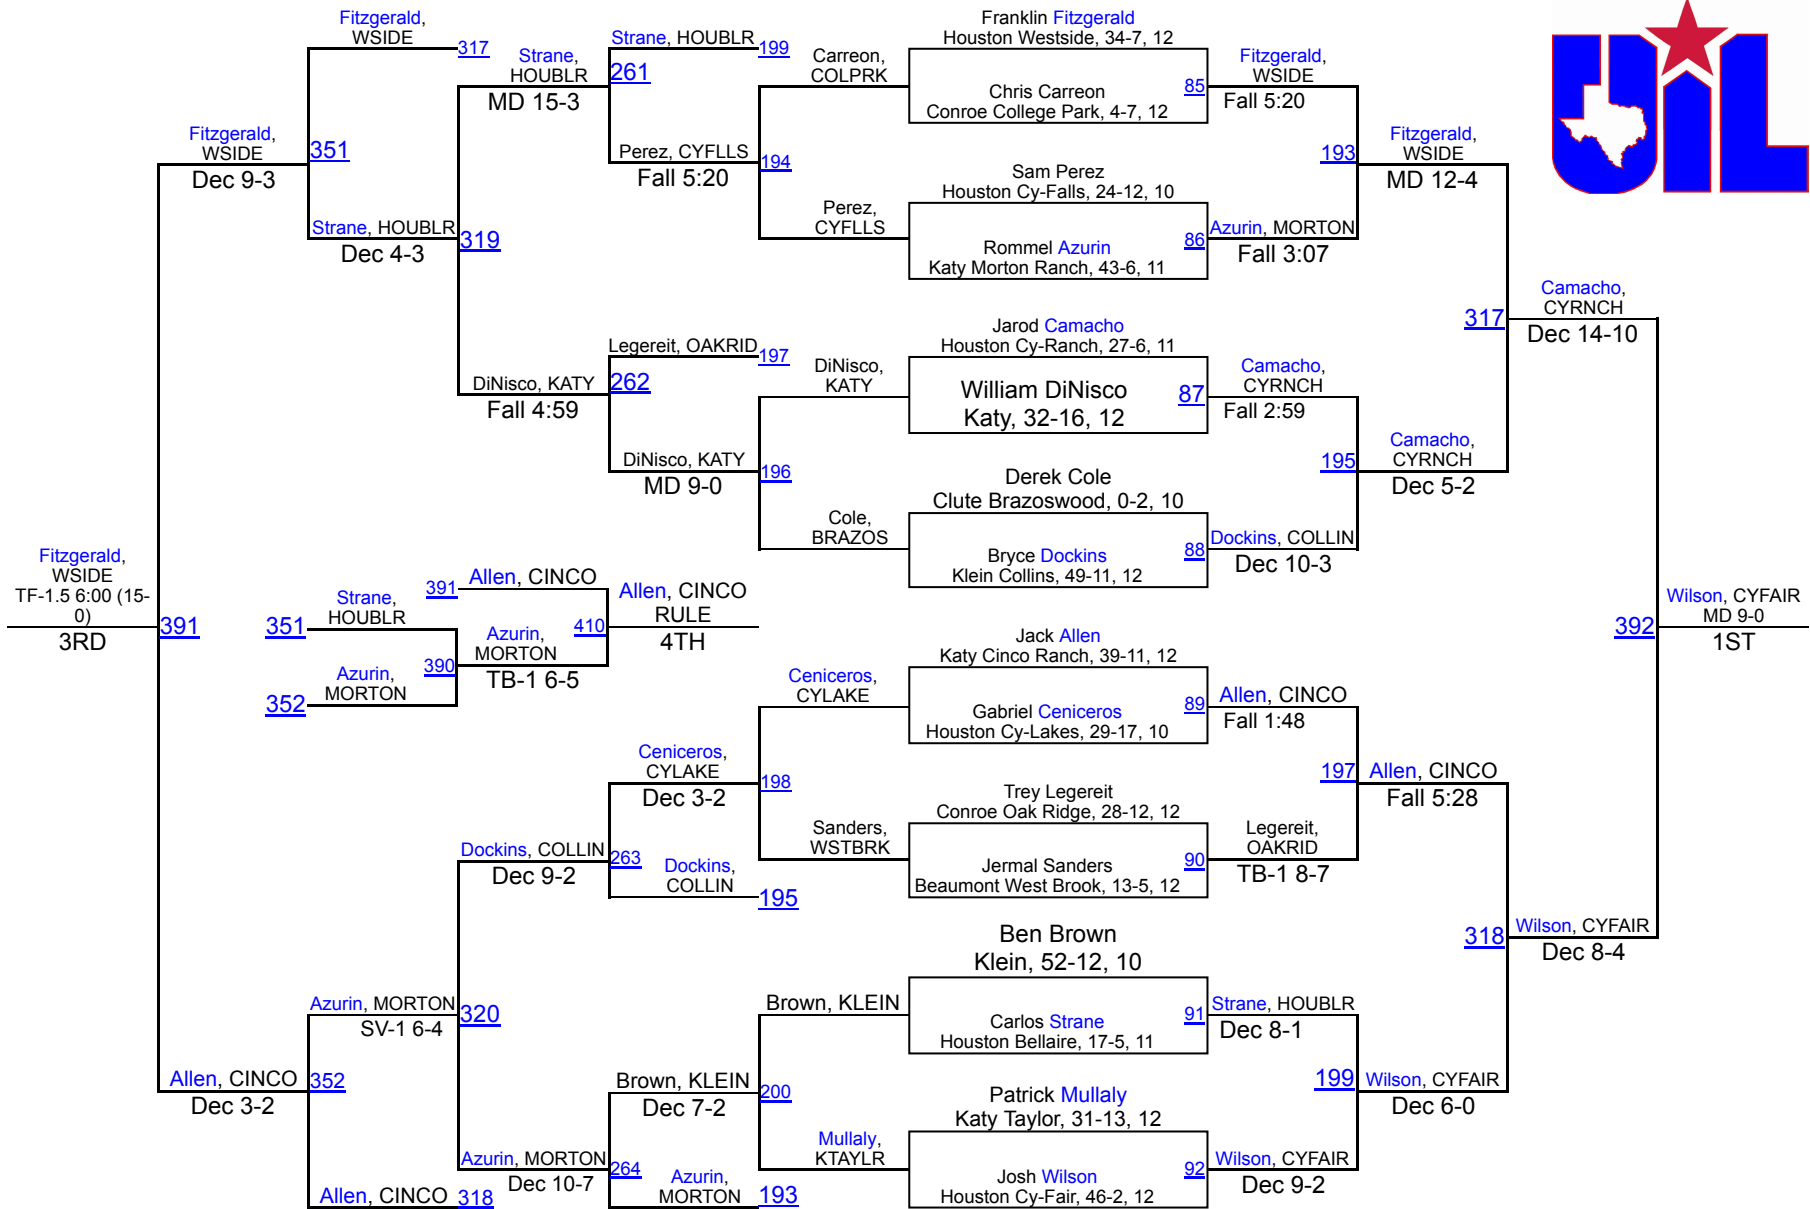 Fitzgerald,
WSIDE
317
Strane,
HOUBLR
MD 15-3
Strane, HOUBLR
199
261
Carreon,
COLPRK
Franklin Fitzgerald
Houston Westside, 34-7, 12
Chris Carreon
Conroe College Park, 4-7, 12
85
Fitzgerald,
WSIDE
Fall 5:20
UIL
Fitzgerald,
WSIDE
Dec 9-3
351
Perez, CYFLLS
Fall 5:20
194
Sam Perez
Houston Cy-Falls, 24-12, 10
193
Fitzgerald,
WSIDE
MD 12-4
Strane, HOUBLR
Dec 4-3
319
Perez,
CYFLLS
Rommel Azurin
Katy Morton Ranch, 43-6, 11
86
Azurin, MORTON
Fall 3:07
Camacho,
CYRNCH
Dec 14-10
317
Legereit, OAKRID
197
Jarod Camacho
Houston Cy-Ranch, 27-6, 11
DiNisco, KATY
Fall 4:59
262
DiNisco,
KATY
William DiNisco
Katy, 32-16, 12
87
Camacho,
CYRNCH
Fall 2:59
DiNisco, KATY
MD 9-0
196
Derek Cole
Clute Brazoswood, 0-2, 10
195
Camacho,
CYRNCH
Dec 5-2
Cole,
BRAZOS
Bryce Dockins
Klein Collins, 49-11, 12
88
Dockins, COLLIN
Dec 10-3
Fitzgerald,
WSIDE
TF-1.5 6:00 (15-
0)
3RD
391
351
Strane,
HOUBLR
352
Azurin,
MORTON
390
391
Allen, CINCO
Azurin,
MORTON
TB-1 6-5
410
Allen, CINCO
RULE
4TH
Jack Allen
Katy Cinco Ranch, 39-11, 12
392
Wilson, CYFAIR
MD 9-0
1ST
Ceniceros,
CYLAKE
Gabriel Ceniceros
Houston Cy-Lakes, 29-17, 10
89
Allen, CINCO
Fall 1:48
Ceniceros,
CYLAKE
Dec 3-2
198
Trey Legereit
Conroe Oak Ridge, 28-12, 12
197
Allen, CINCO
Fall 5:28
Dockins, COLLIN
Dec 9-2
263
Dockins,
COLLIN
195
Sanders,
WSTBRK
Jermal Sanders
Beaumont West Brook, 13-5, 12
90
Legereit,
OAKRID
TB-1 8-7
Ben Brown
Klein, 52-12, 10
318
Wilson, CYFAIR
Dec 8-4
Azurin, MORTON
SV-1 6-4
320
Brown, KLEIN
Carlos Strane
Houston Bellaire, 17-5, 11
91
Strane, HOUBLR
Dec 8-1
Allen, CINCO
Dec 3-2
352
Brown, KLEIN
Dec 7-2
200
Patrick Mullaly
Katy Taylor, 31-13, 12
199
Wilson, CYFAIR
Dec 6-0
Azurin, MORTON
Dec 10-7
264
Mullaly,
KTAYLR
Josh Wilson
Houston Cy-Fair, 46-2, 12
92
Wilson, CYFAIR
Dec 9-2
Allen, CINCO
318
Azurin,
MORTON
193